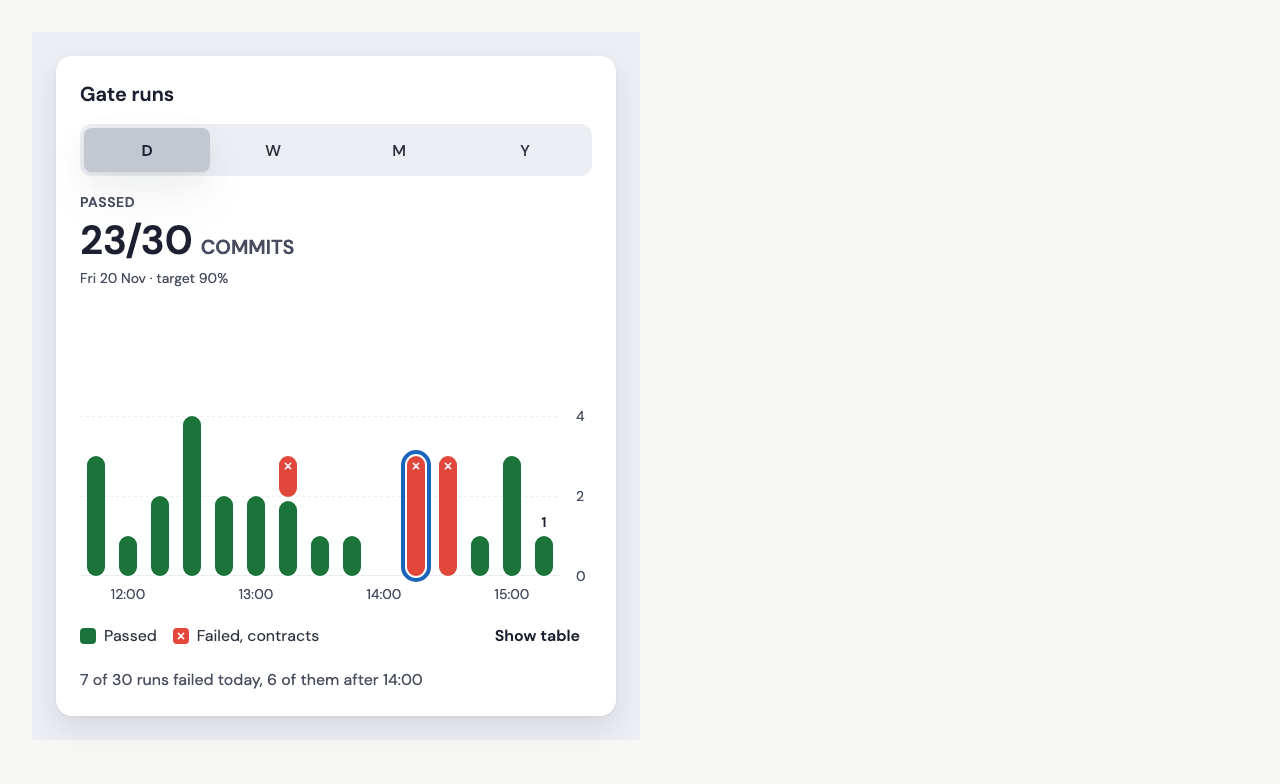 Gate runs
D W M Y
PASSED
23/30 COMMITS
Fri 20 Nov · target 90%
4
2
1
0
12:00 13:00 14:00 15:00
Passed Failed, contracts Show table
7 of 30 runs failed today, 6 of them after 14:00